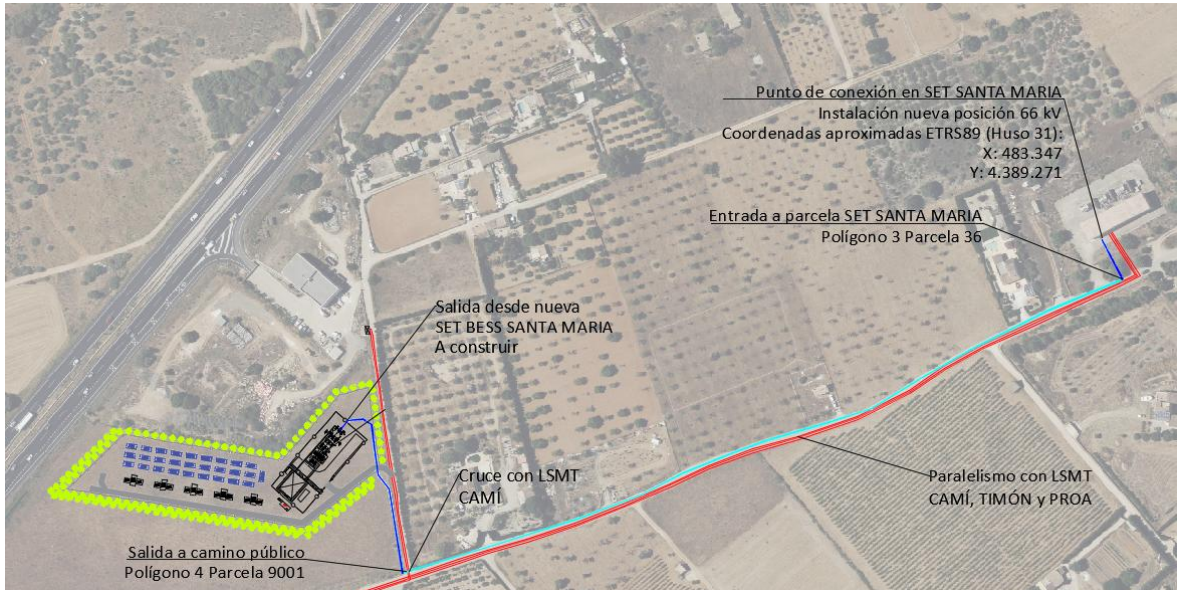 Punto de conexión en SET SANTA MARIA
Instalación nueva posición 66 kV
Coordenadas aproximadas ETRS89 (Huso 31):
X: 483.347
Y: 4.389.271
Entrada a parcela SET SANTA MARIA
Polígono 3 Parcela 36
Salida desde nueva
SET BESS SANTA MARIA
A construir
Cruce con LSMT
CAMÍ
Paralelismo con LSMT
CAMÍ, TIMÓN y PROA
Salida a camino público
Polígono 4 Parcela 9001